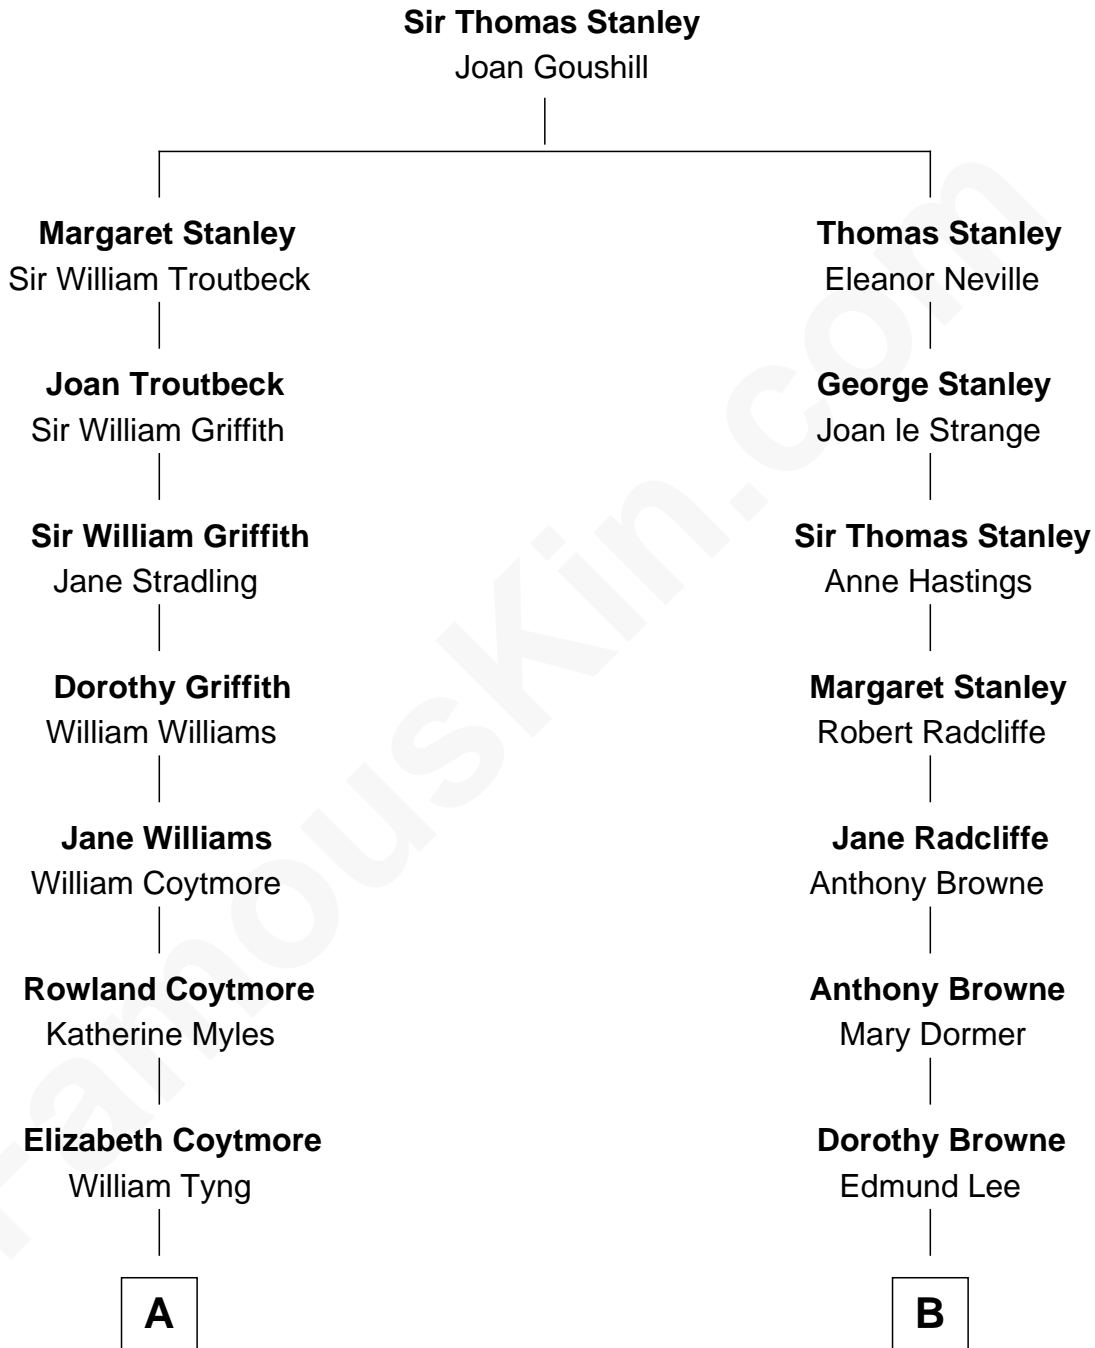 Sir Thomas Stanley
Joan Goushill
Margaret Stanley
Sir William Troutbeck
Thomas Stanley
Eleanor Neville
Joan Troutbeck
Sir William Griffith
George Stanley
Joan le Strange
Sir William Griffith
Jane Stradling
Sir Thomas Stanley
Anne Hastings
Dorothy Griffith
William Williams
Margaret Stanley
Robert Radcliffe
Jane Williams
William Coytmore
Jane Radcliffe
Anthony Browne
Rowland Coytmore
Katherine Myles
Anthony Browne
Mary Dormer
Elizabeth Coytmore
William Tyng
Dorothy Browne
Edmund Lee
A
B
FamousKin.com